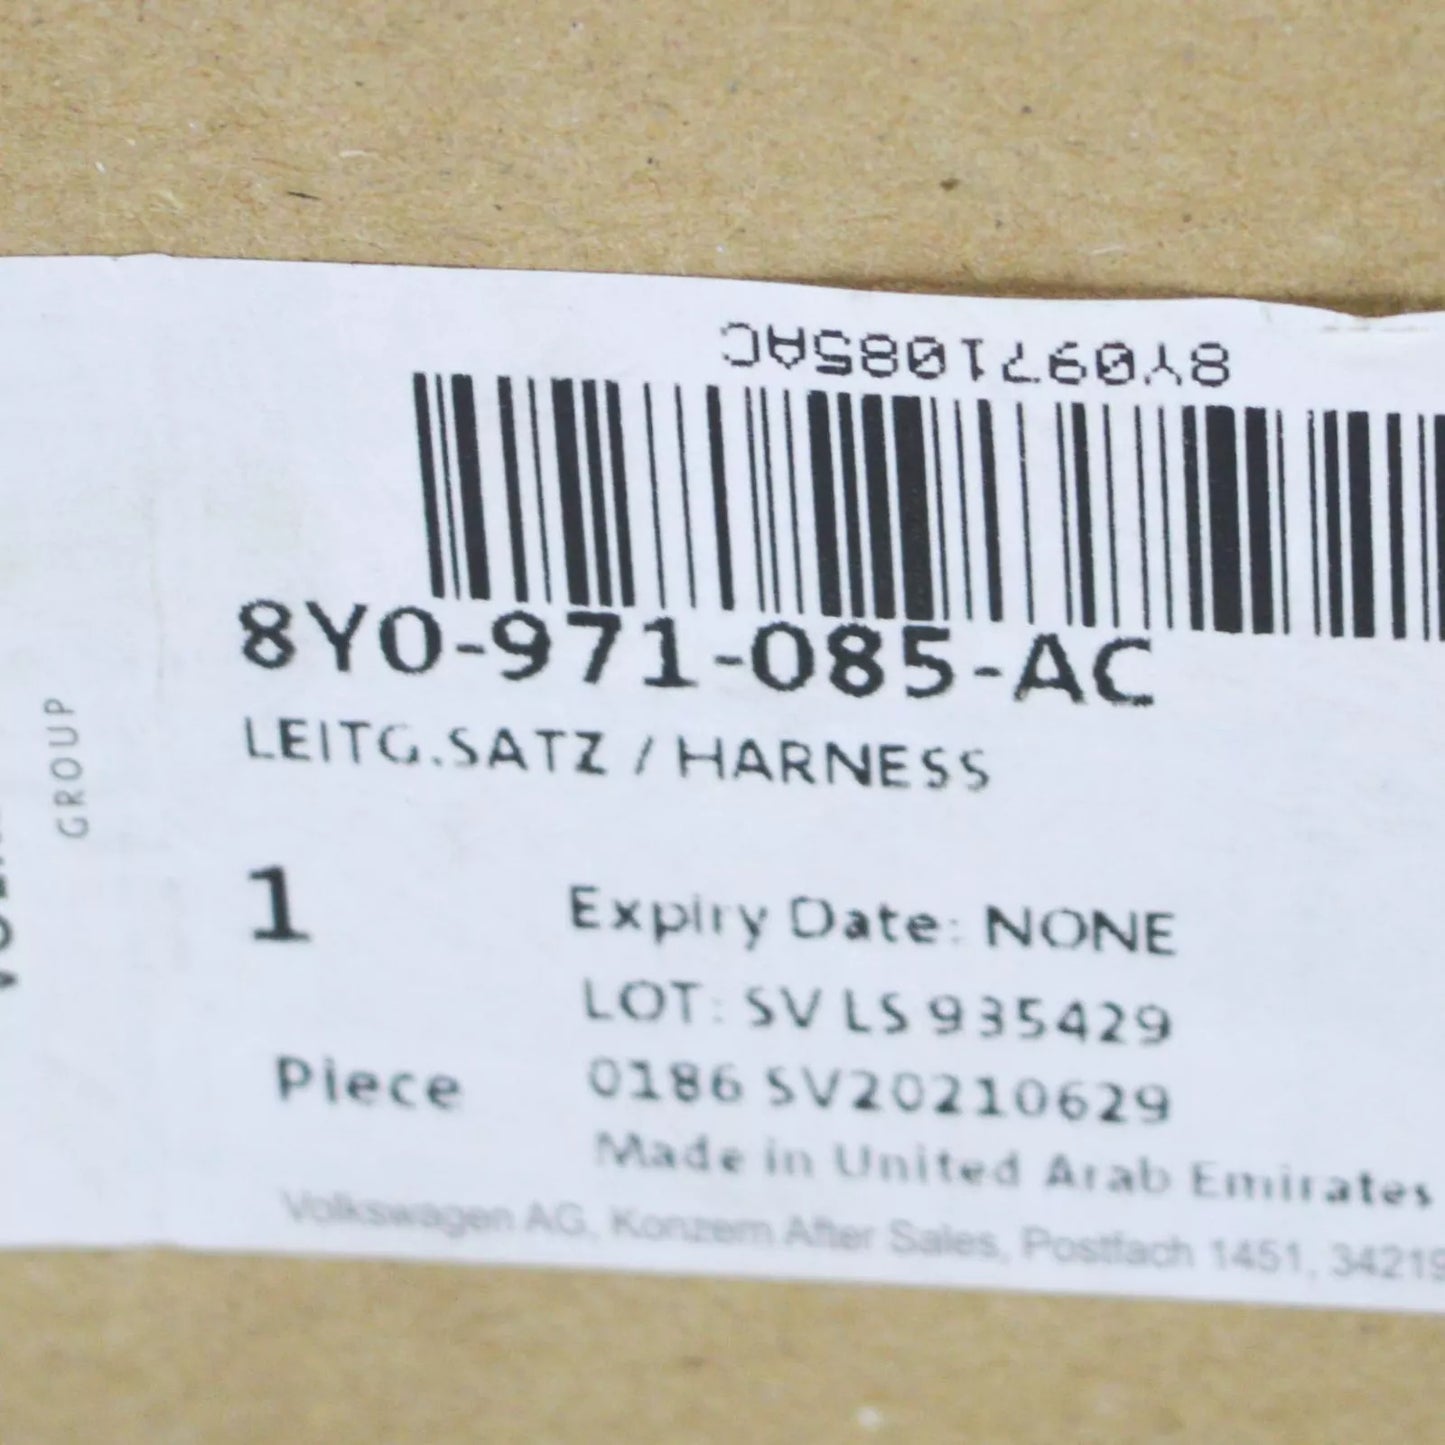 8Y0971085AC
8Y0-971-085-AC
LEITG.SATZ / HARNESS
1
Expiry Date: NONE
LOT: SV LS 935429
Piece
0186 SV20210629
Made in United Arab Emirates
Volkswagen AG, Konzern After Sales, Postfach 1451, 34219
GROUP